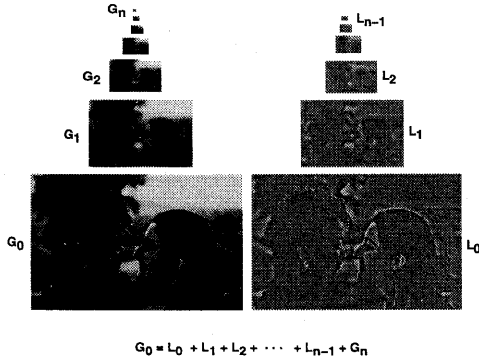 Gn
Ln−1
G2
L2
G1
L1
G0
L0
G0 = L0 + L1 + L2 + · · · + Ln−1 + Gn